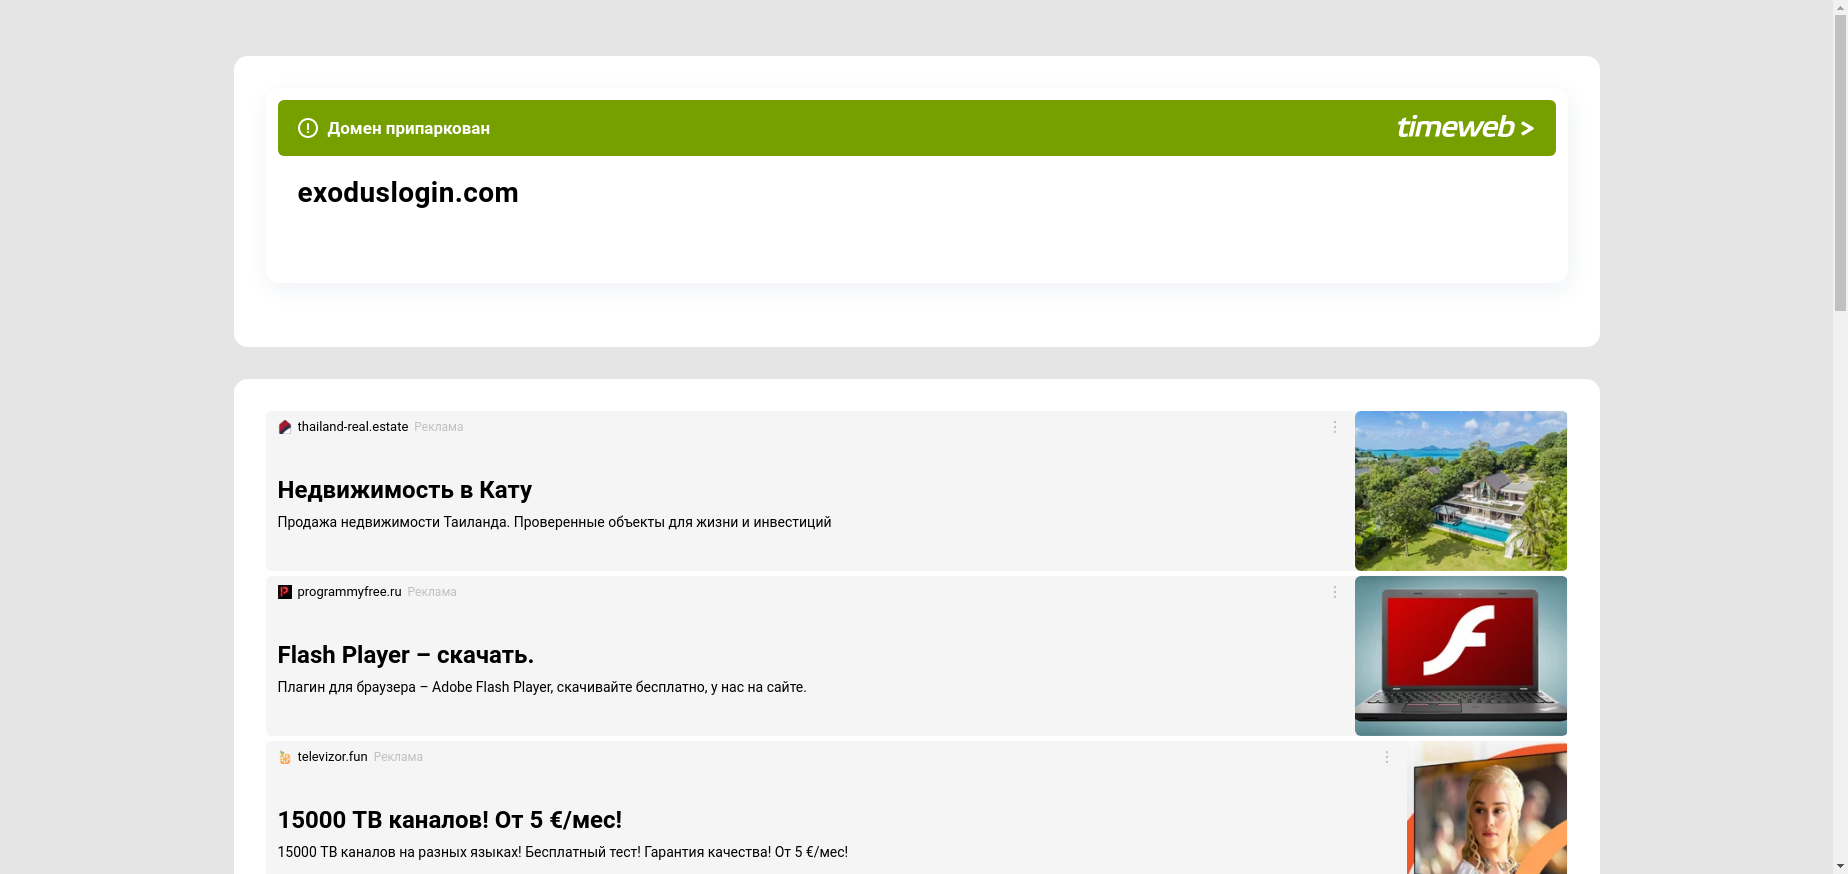 Домен припаркован
timeweb >
exoduslogin.com
thailand-real.estate Реклама
Недвижимость в Кату
Продажа недвижимости Таиланда. Проверенные объекты для жизни и инвестиций
programmyfree.ru Реклама
Flash Player – скачать.
Плагин для браузера – Adobe Flash Player, скачивайте бесплатно, у нас на сайте.
televizor.fun Реклама
15000 ТВ каналов! От 5 €/мес!
15000 ТВ каналов на разных языках! Бесплатный тест! Гарантия качества! От 5 €/мес!